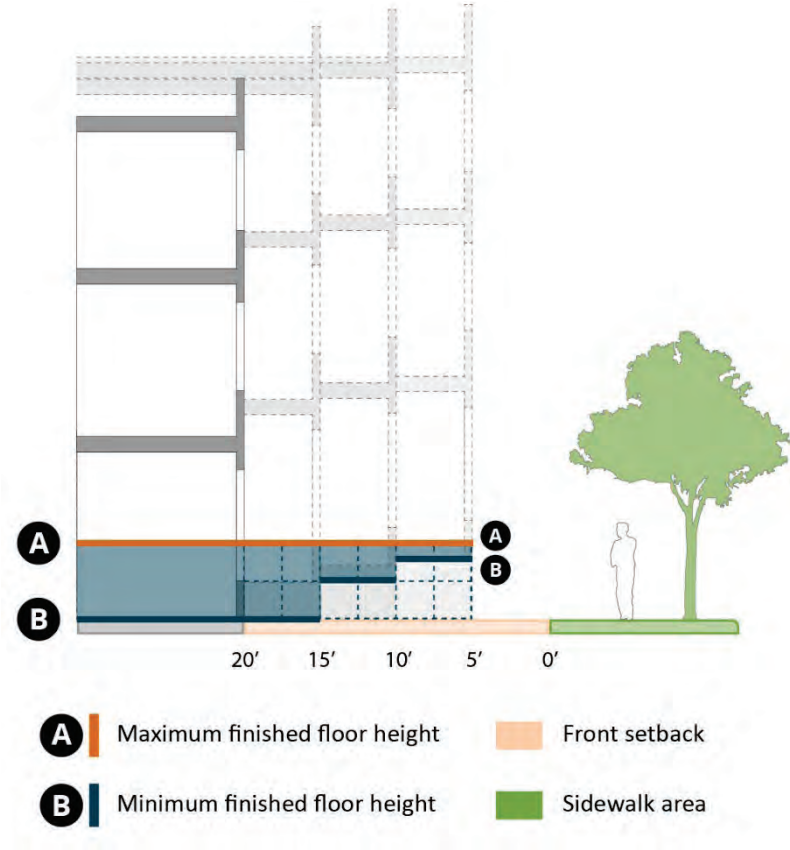 A
A
B
B
20′ 15′ 10′ 5′ 0′
A Maximum finished floor height
Front setback
B Minimum finished floor height
Sidewalk area